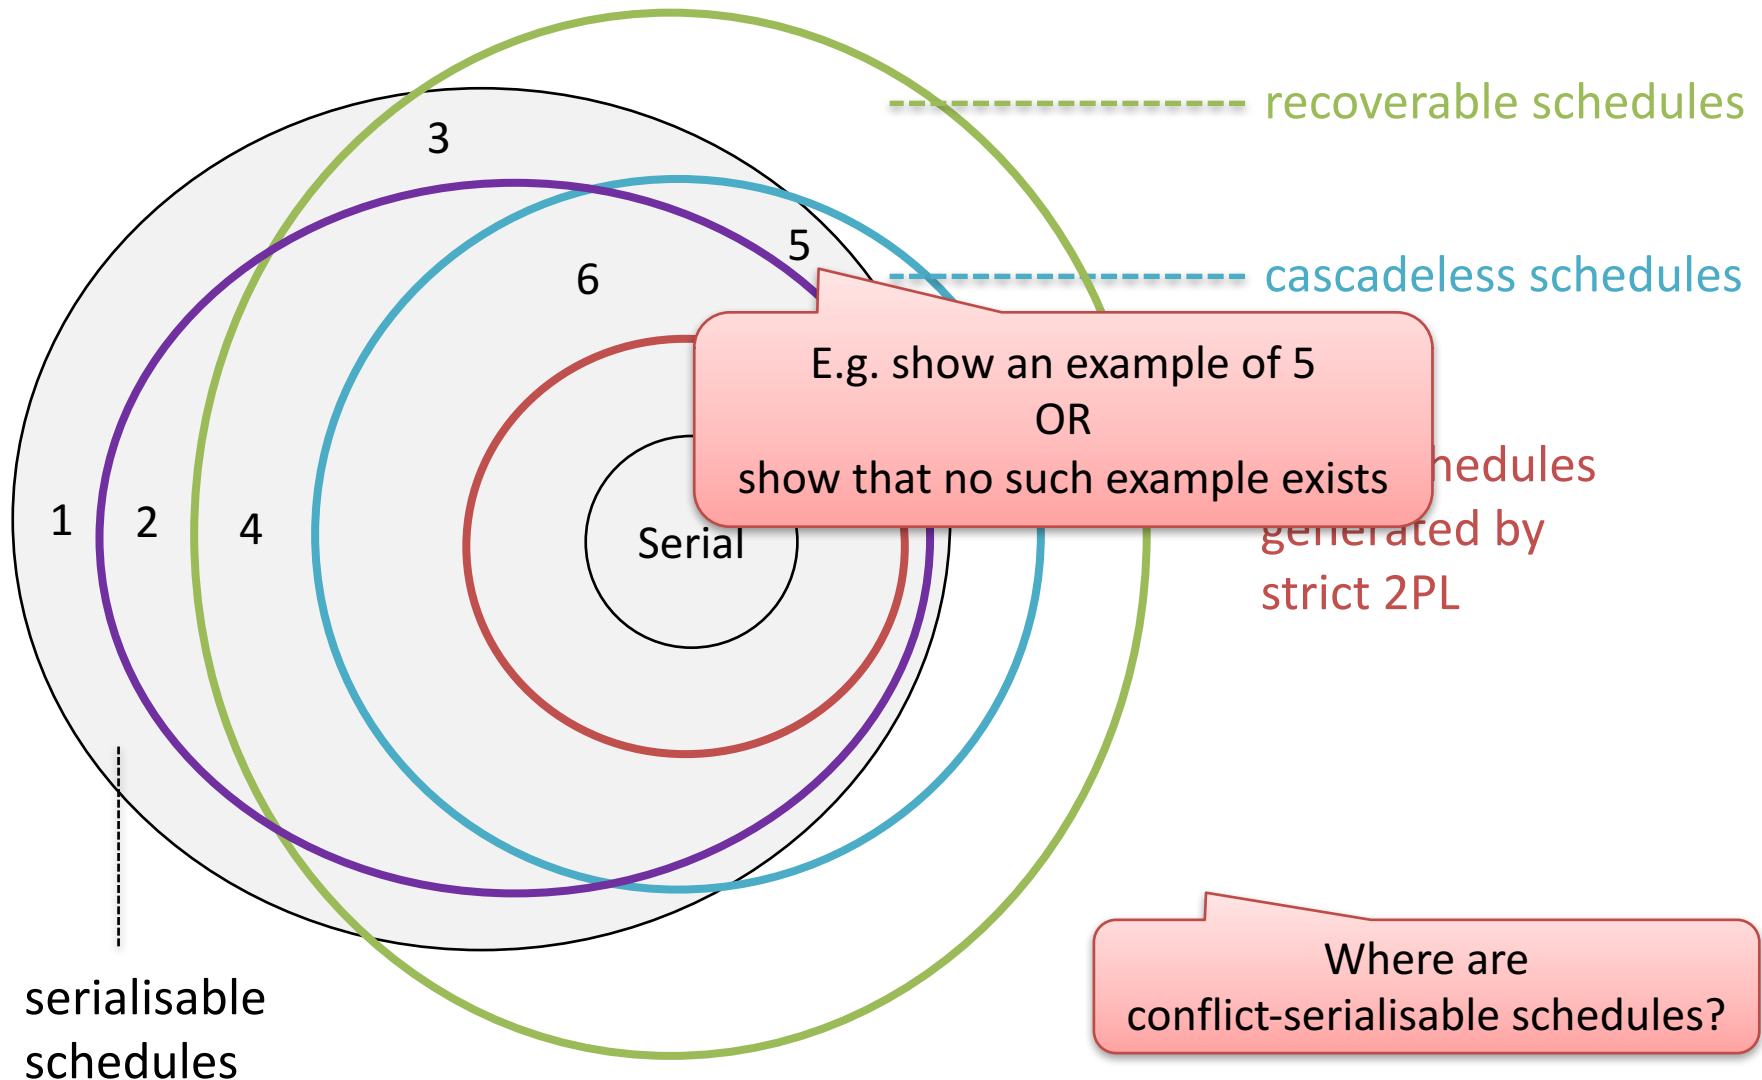 recoverable schedules
3
5
cascadeless schedules
6
E.g. show an example of 5
OR
show that no such example exists
1
2
4
Serial
generated by
strict 2PL
serialisable
schedules
Where are
conflict-serialisable schedules?